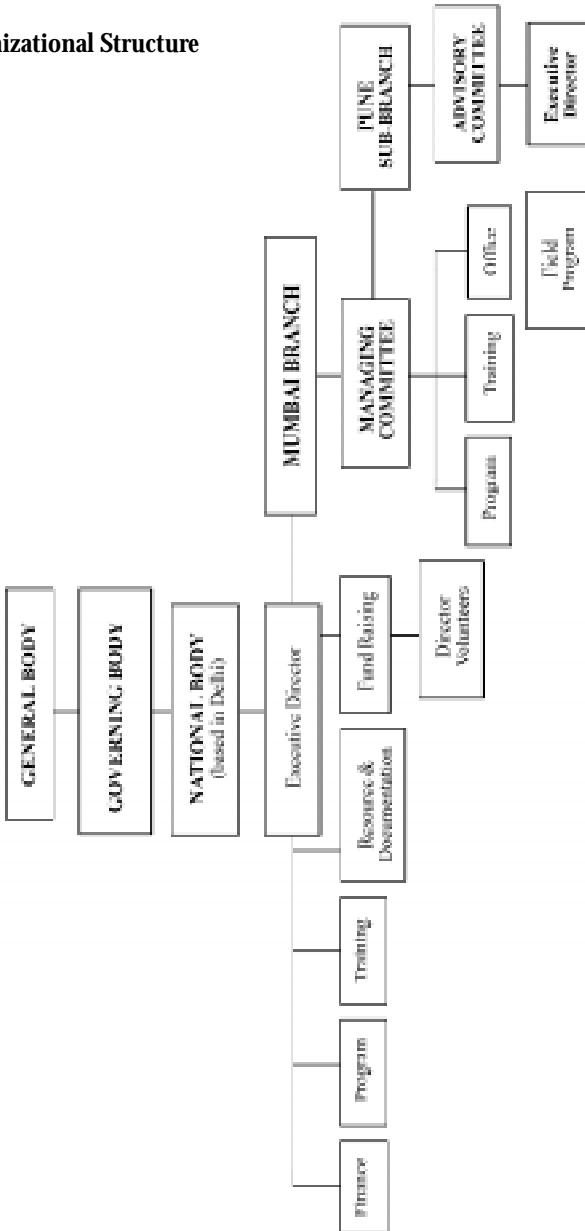 nizational Structure
GENERAL BODY
GOVERNING BODY
NATIONAL BODY
(based in Delhi)
Executive Director
Finance
Program
Training
Resource &
Documentation
Fund Raising
Director
Volunteers
MUMBAI BRANCH
MANAGING
COMMITTEE
Program
Training
Office
PUNE
SUB-BRANCH
ADVISORY
COMMITTEE
Executive
Director
Field
Program